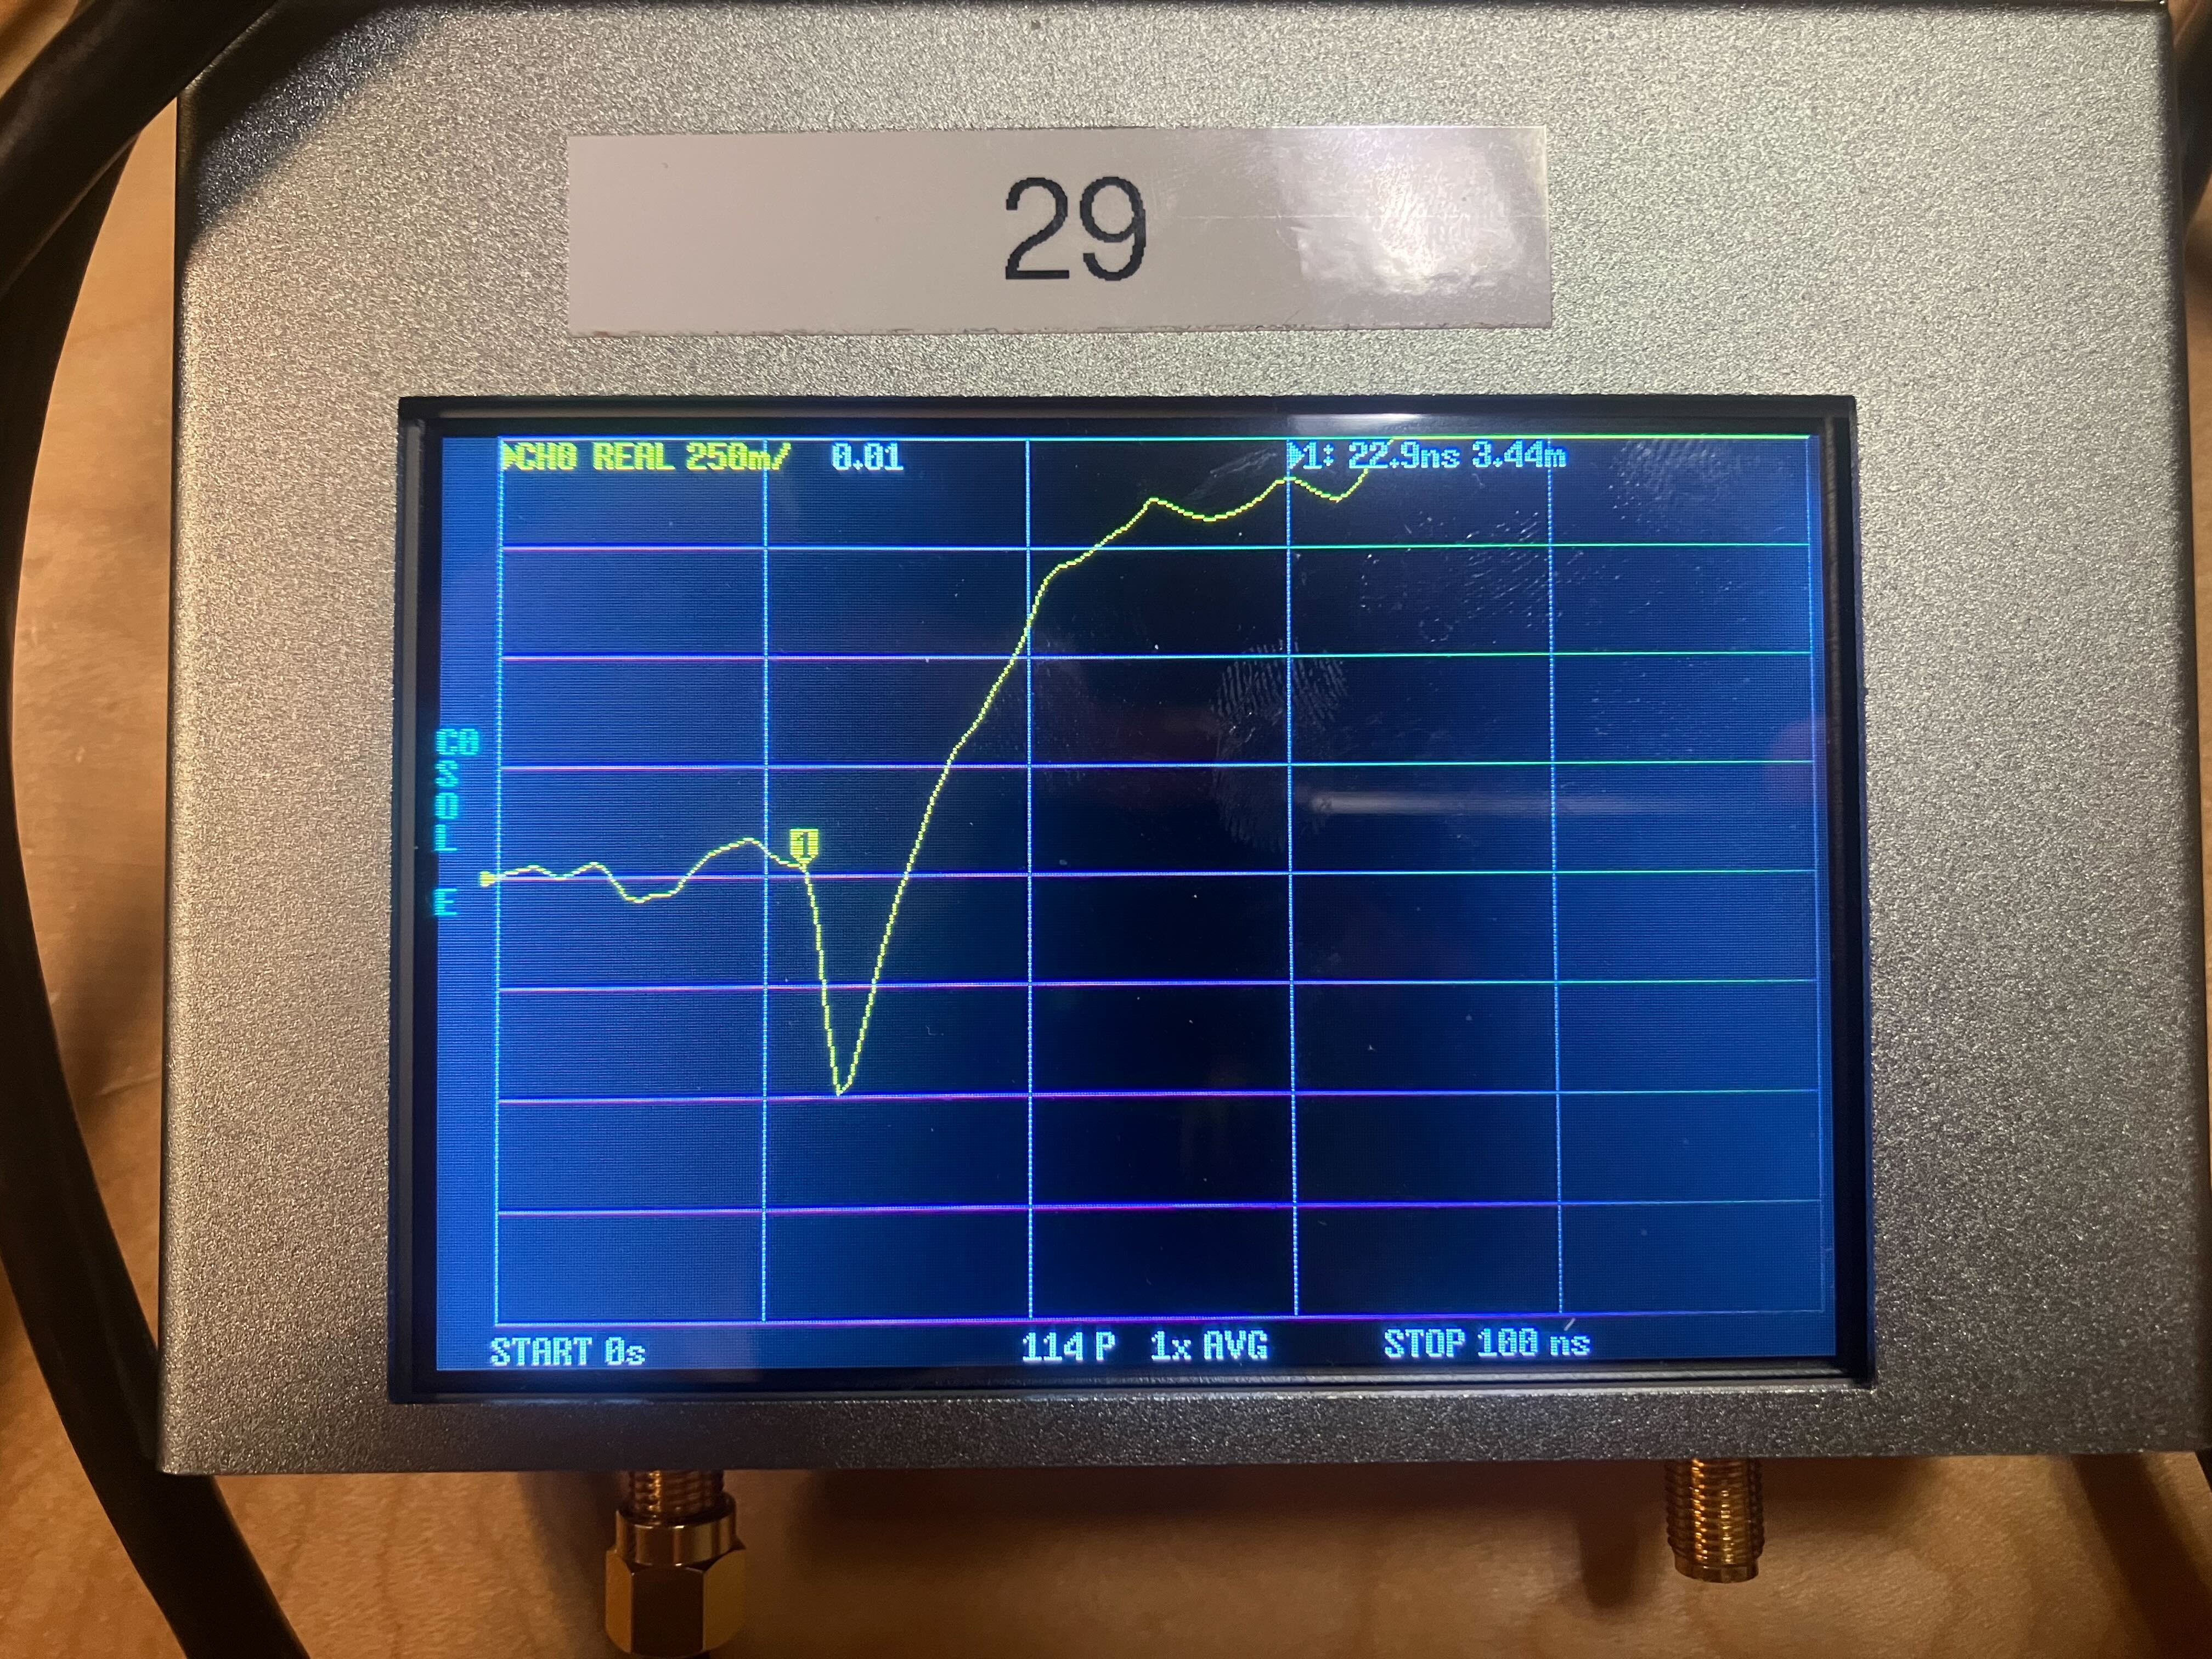 29
CH0 REAL 250m/ 0.01 1: 22.9ns 3.44m
1
C0
S
O
L
E
START 0s 114 P 1x AVG STOP 100 ns